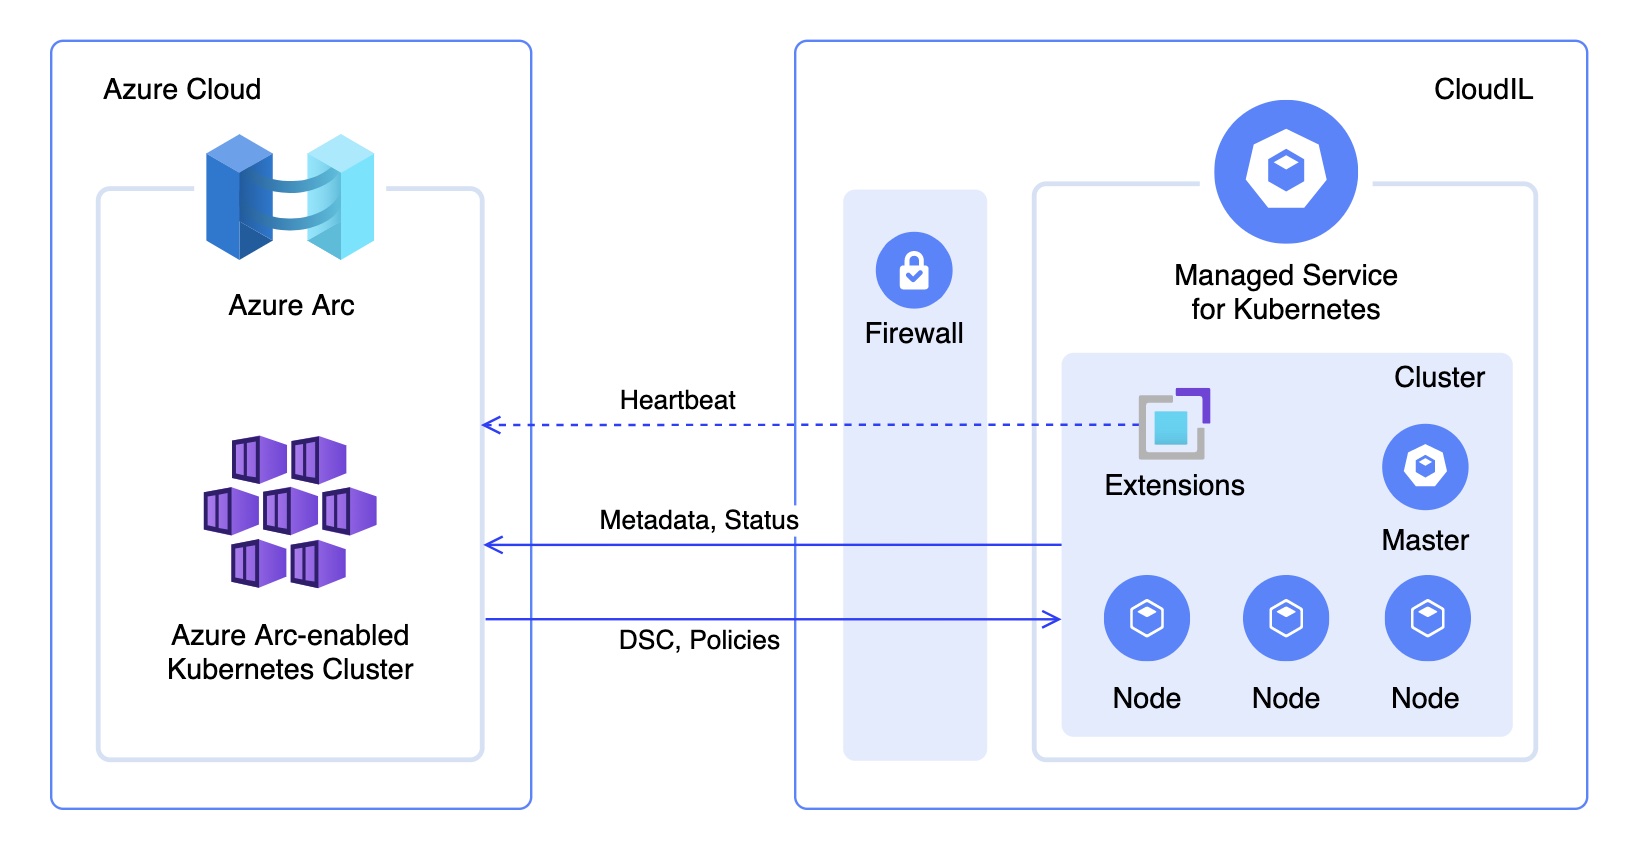 Azure Cloud
Azure Arc
Azure Arc-enabled
Kubernetes Cluster
Heartbeat
Metadata, Status
DSC, Policies
CloudIL
Firewall
Managed Service
for Kubernetes
Cluster
Extensions
Master
Node
Node
Node